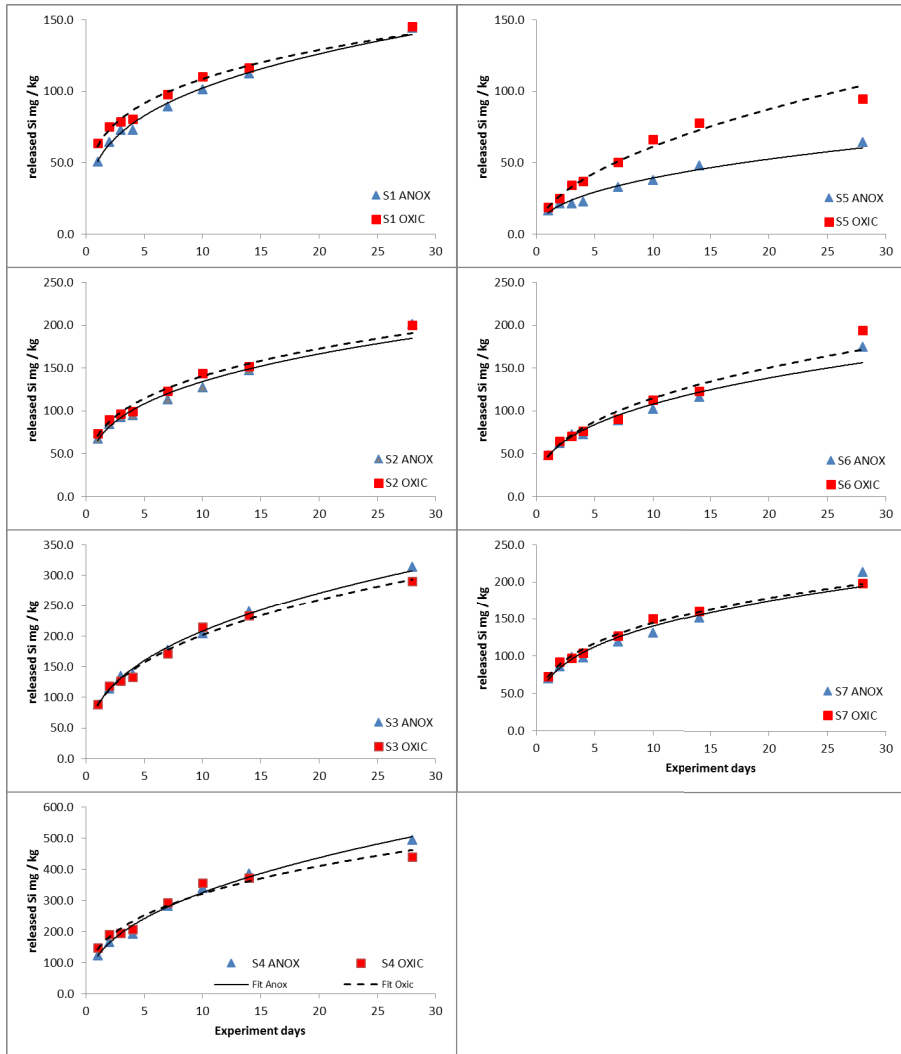 150.0
100.0
50.0
0.0
released Si mg / kg
S1 ANOX
S1 OXIC
0 5 10 15 20 25 30
150.0
100.0
50.0
0.0
released Si mg / kg
S5 ANOX
S5 OXIC
0 5 10 15 20 25 30
250.0
200.0
150.0
100.0
50.0
0.0
released Si mg / kg
S2 ANOX
S2 OXIC
0 5 10 15 20 25 30
250.0
200.0
150.0
100.0
50.0
0.0
released Si mg / kg
S6 ANOX
S6 OXIC
0 5 10 15 20 25 30
350.0
300.0
250.0
200.0
150.0
100.0
50.0
0.0
released Si mg / kg
S3 ANOX
S3 OXIC
0 5 10 15 20 25 30
250.0
200.0
150.0
100.0
50.0
0.0
released Si mg / kg
S7 ANOX
S7 OXIC
0 5 10 15 20 25 30
Experiment days
600.0
500.0
400.0
300.0
200.0
100.0
0.0
released Si mg / kg
S4 ANOX S4 OXIC
Fit Anox Fit Oxic
0 5 10 15 20 25 30
Experiment days